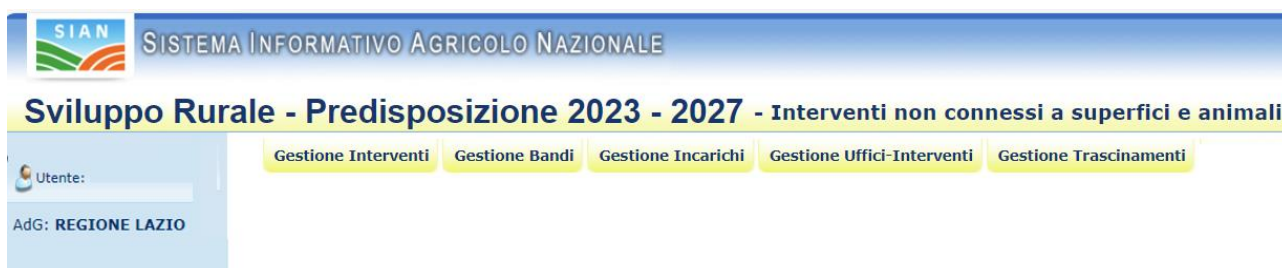 SIAN
SISTEMA INFORMATIVO AGRICOLO NAZIONALE
Sviluppo Rurale - Predisposizione 2023 - 2027 - Interventi non connessi a superfici e animali
Gestione Interventi Gestione Bandi Gestione Incarichi Gestione Uffici-Interventi Gestione Trascinamenti
Utente:
AdG: REGIONE LAZIO